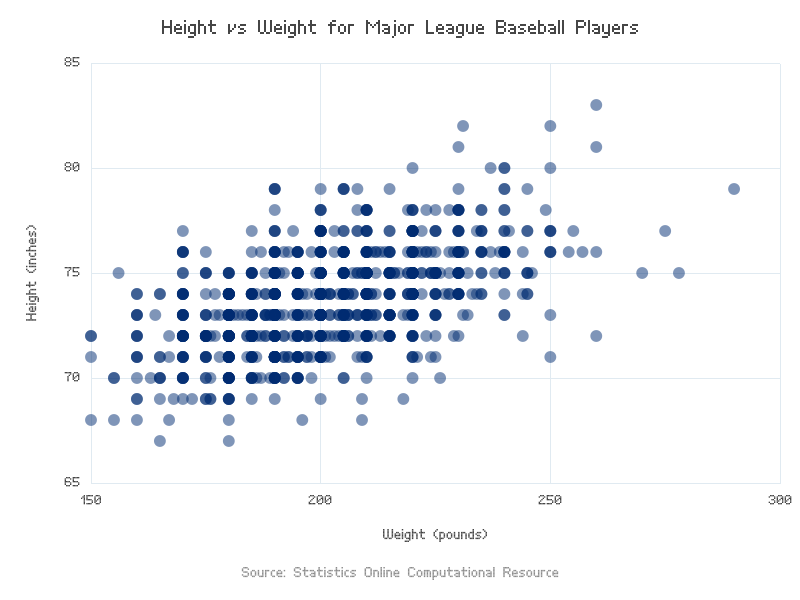 Height vs Weight for Major League Baseball Players
85
80
75
70
65
150 200 250 300
Height (inches)
Weight (pounds)
Source: Statistics Online Computational Resource